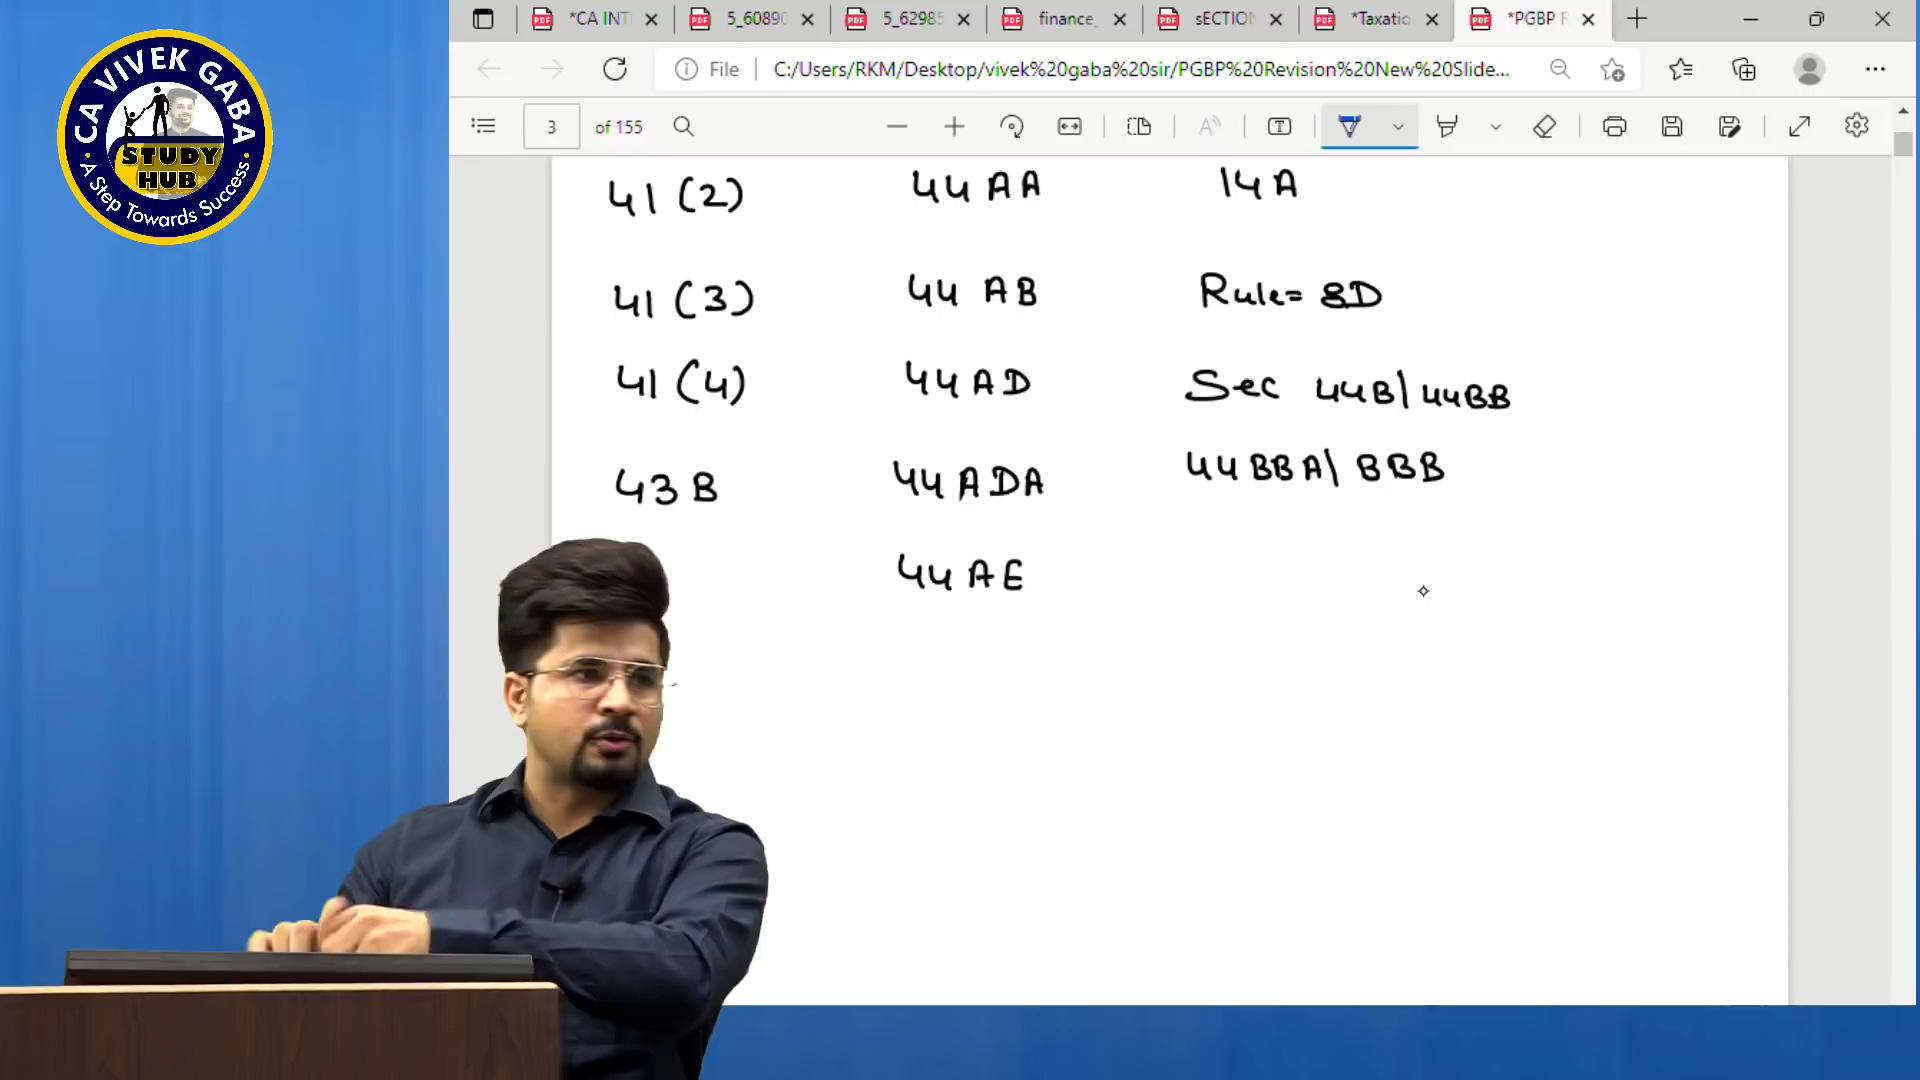 CA VIVEK GABA
STUDY
HUB
A Step Towards Success
*CA INT
5_6089
5_6298
finance_
sECTION
*Taxatio
*PGBP R
File
C:/Users/RKM/Desktop/vivek%20gaba%20sir/PGBP%20Revision%20New%20Slide...
3 of 155
41 (2) 44 AA 14 A
41 (3) 44 AB Rule= 8D
41 (4) 44 AD Sec 44B| 44BB
43 B 44 ADA 44 BBA| BBB
44 AE